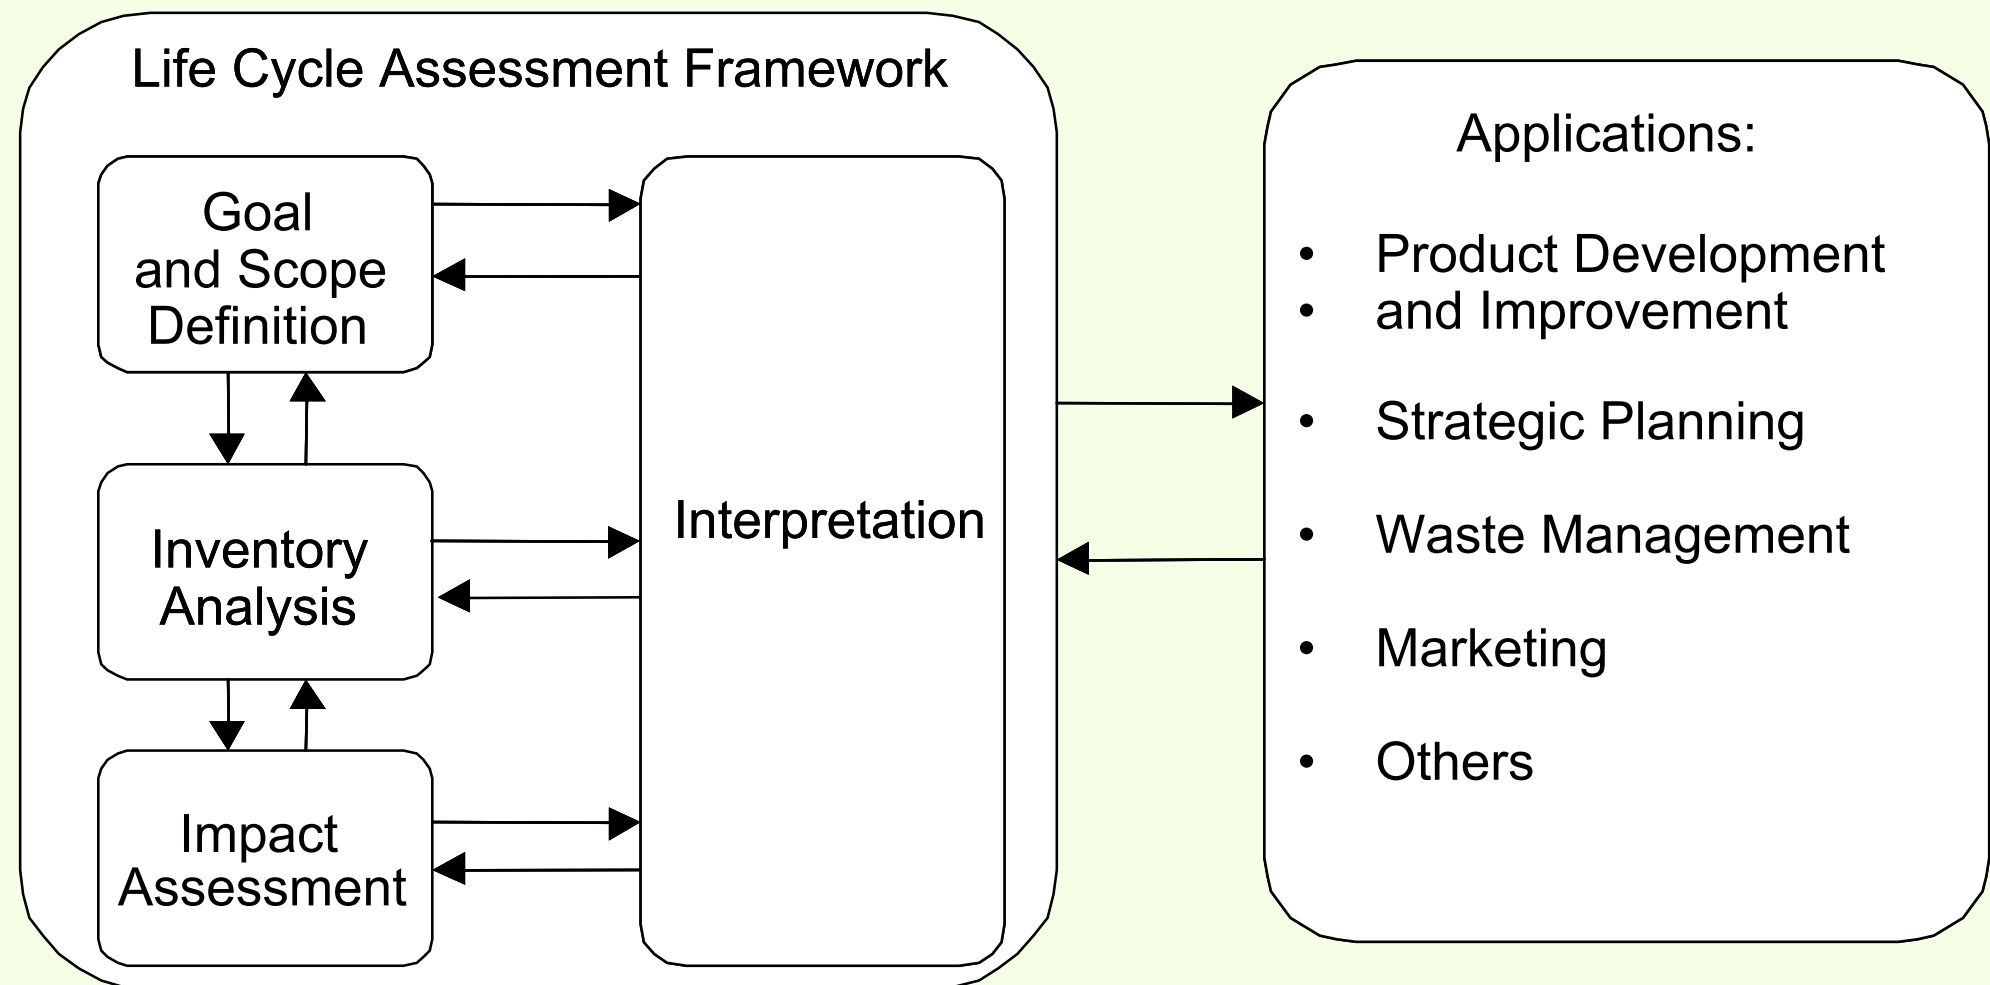 Life Cycle Assessment Framework
Goal
and Scope
Definition
Inventory
Analysis
Impact
Assessment
Interpretation
Applications:
• Product Development
• and Improvement
• Strategic Planning
• Waste Management
• Marketing
• Others